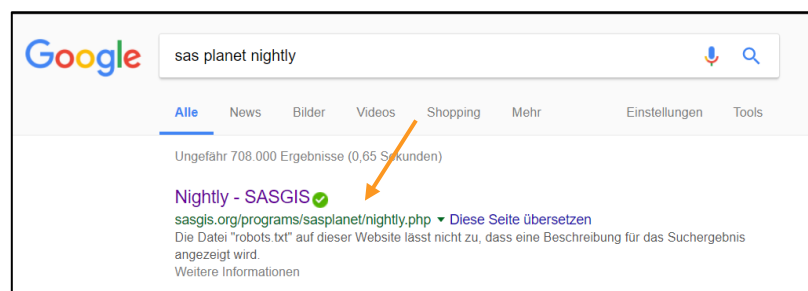 Google
sas planet nightly
Alle News Bilder Videos Shopping Mehr Einstellungen Tools
Ungefähr 708.000 Ergebnisse (0,65 Sekunden)
Nightly - SASGIS
sasgis.org/programs/sasplanet/nightly.php ▾ Diese Seite übersetzen
Die Datei "robots.txt" auf dieser Website lässt nicht zu, dass eine Beschreibung für das Suchergebnis
angezeigt wird.
Weitere Informationen